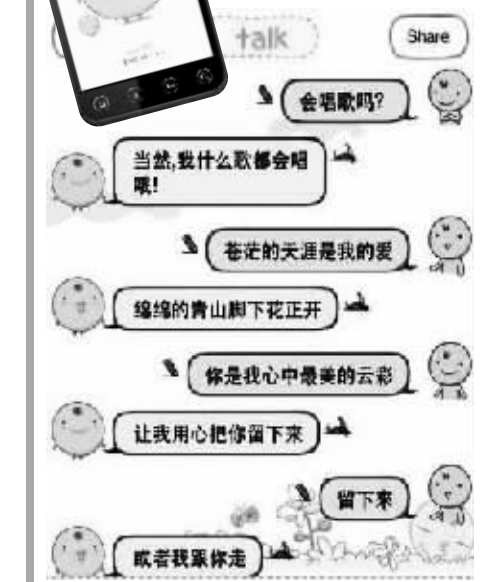 talk
Share
会唱歌吗?
当然,我什么歌都会唱
哦!
苍茫的天涯是我的爱
绵绵的青山脚下花正开
你是我心中最美的云彩
让我用心把你留下来
留下来
或者我跟你走